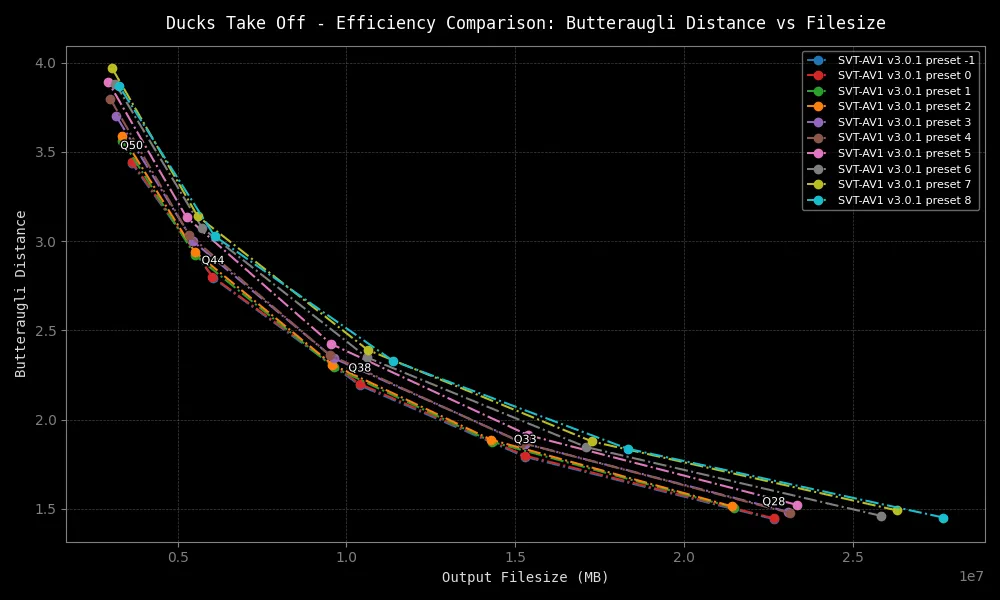 Ducks Take Off - Efficiency Comparison: Butteraugli Distance vs Filesize
SVT-AV1 v3.0.1 preset -1
SVT-AV1 v3.0.1 preset 0
SVT-AV1 v3.0.1 preset 1
SVT-AV1 v3.0.1 preset 2
SVT-AV1 v3.0.1 preset 3
SVT-AV1 v3.0.1 preset 4
SVT-AV1 v3.0.1 preset 5
SVT-AV1 v3.0.1 preset 6
SVT-AV1 v3.0.1 preset 7
SVT-AV1 v3.0.1 preset 8
4.0
3.5
3.0
2.5
2.0
1.5
Butteraugli Distance
Q50
Q44
Q38
Q33
Q28
0.5
1.0
1.5
2.0
2.5
1e7
Output Filesize (MB)